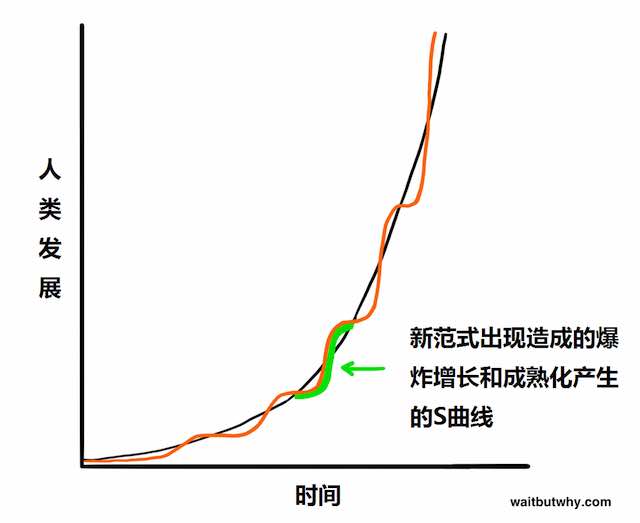 人
类
发
展
新范式出现造成的爆
炸增长和成熟化产生
的S曲线
时间
waitbutwhy.com